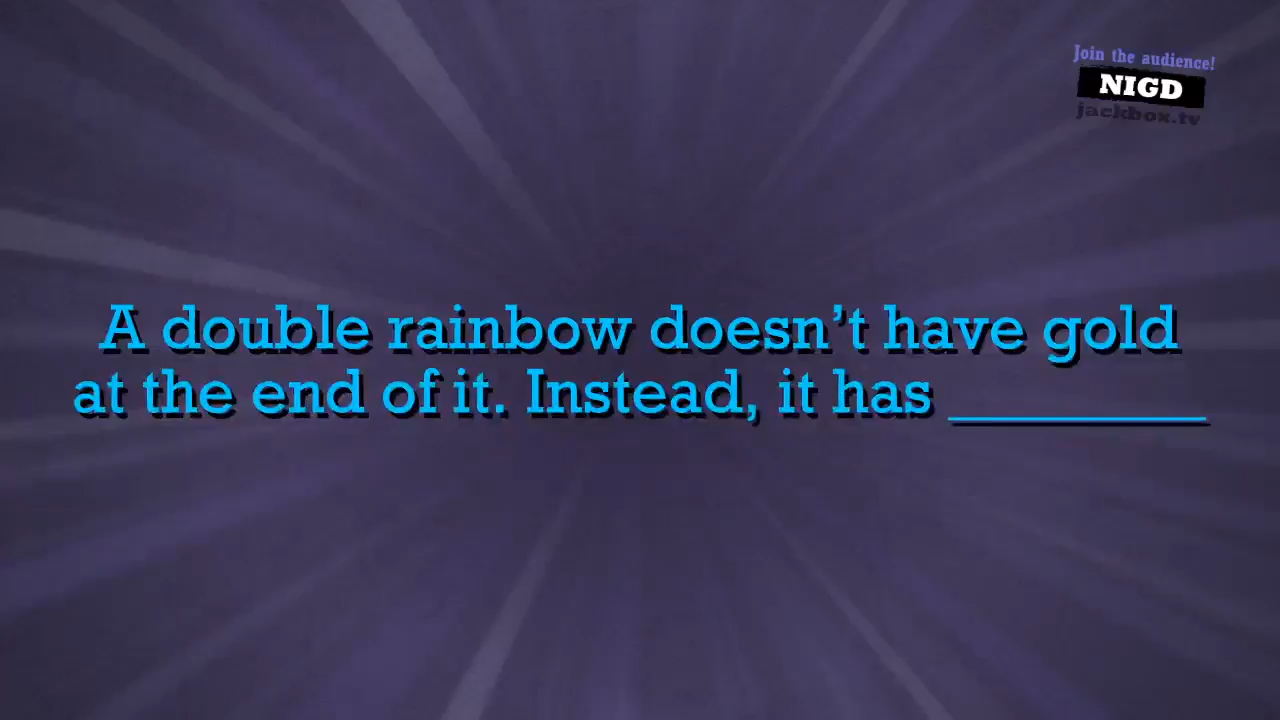 Join the audience!
NIGD
jackbox.tv
A double rainbow doesn't have gold
at the end of it. Instead, it has _________